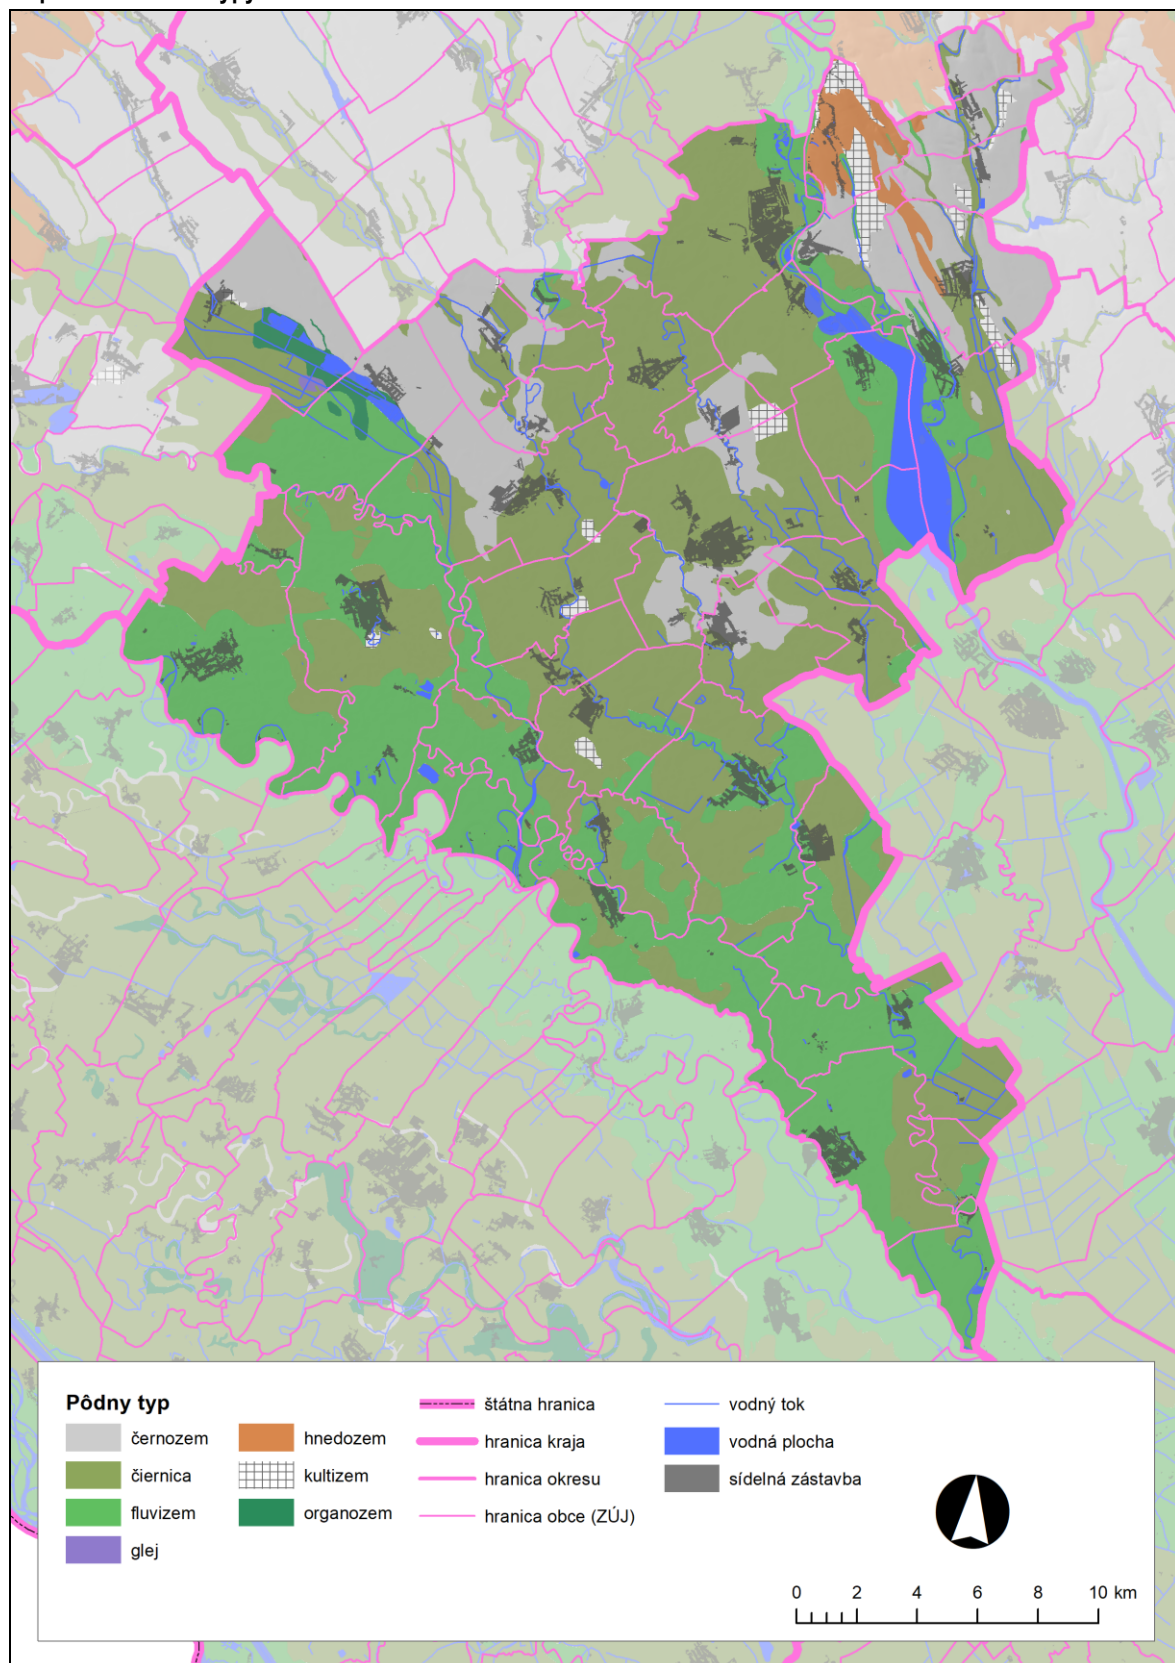 Pôdny typ
černozem
čiernica
fluvizem
glej
hnedozem
kultizem
organozem
štátna hranica
hranica kraja
hranica okresu
hranica obce (ZÚJ)
vodný tok
vodná plocha
sídelná zástavba
0 2 4 6 8 10 km